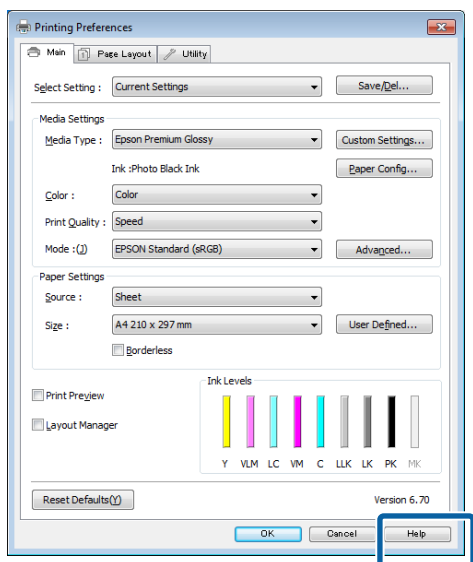 Printing Preferences
Main Page Layout Utility
Select Setting : Current Settings Save/Del...
Media Settings
Media Type : Epson Premium Glossy Custom Settings...
Ink :Photo Black Ink Paper Config...
Color : Color
Print Quality : Speed
Mode :(J) EPSON Standard (sRGB) Advanced...
Paper Settings
Source : Sheet
Size : A4 210 x 297 mm User Defined...
Borderless
Ink Levels
Print Preview
Layout Manager
Y VLM LC VM C LLK LK PK MK
Reset Defaults(Y) Version 6.70
OK Cancel Help